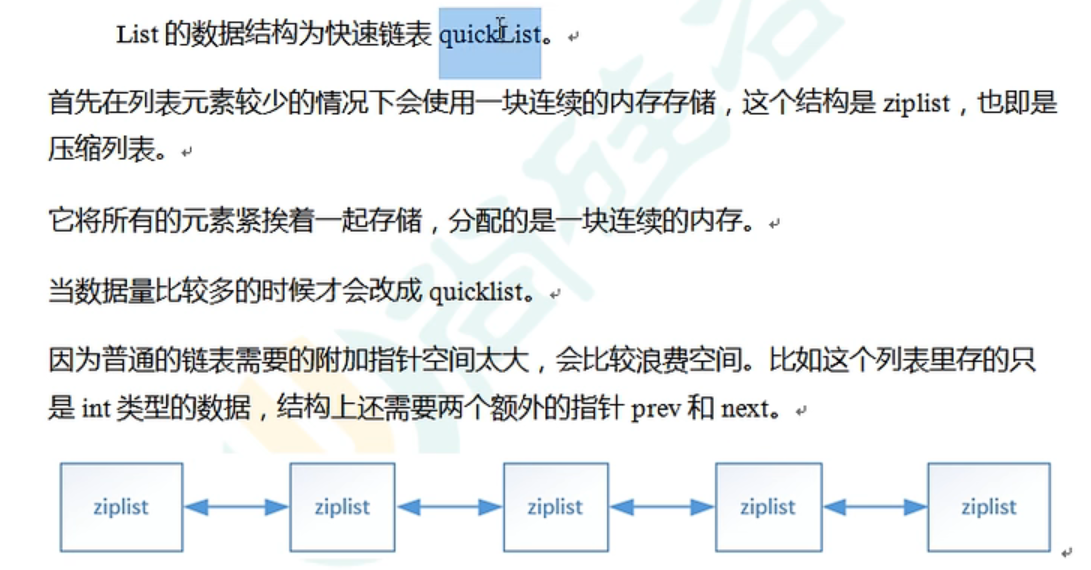 List 的数据结构为快速链表 quickList。
首先在列表元素较少的情况下会使用一块连续的内存存储，这个结构是 ziplist，也即是
压缩列表。
它将所有的元素紧挨着一起存储，分配的是一块连续的内存。
当数据量比较多的时候才会改成 quicklist。
因为普通的链表需要的附加指针空间太大，会比较浪费空间。比如这个列表里存的只
是 int 类型的数据，结构上还需要两个额外的指针 prev 和 next。
ziplist ziplist ziplist ziplist ziplist